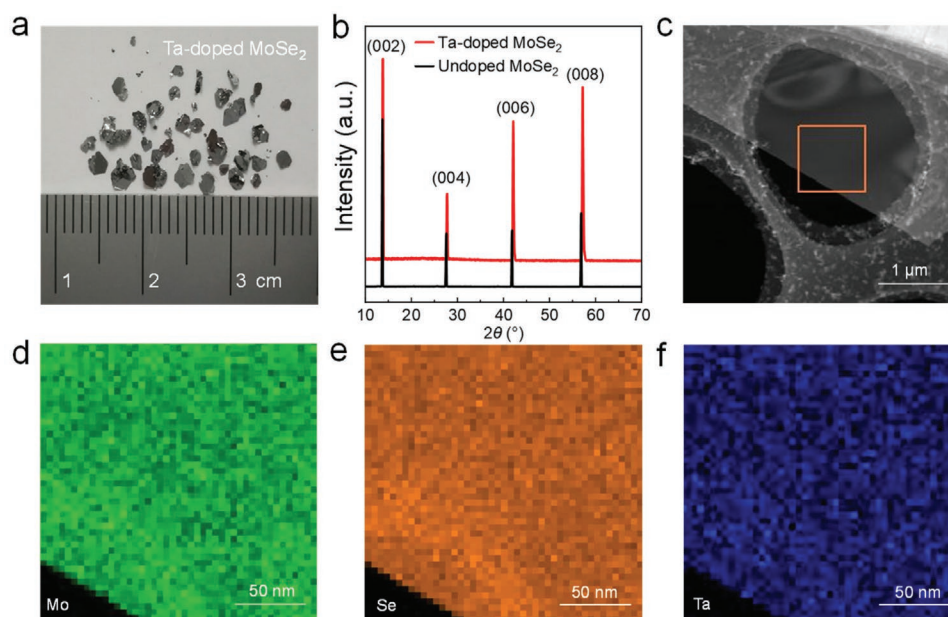 a
Ta-doped MoSe₂
1 2 3 cm
b
(002)
Ta-doped MoSe₂
Undoped MoSe₂
(004)
(006)
(008)
Intensity (a.u.)
10 20 30 40 50 60 70
2θ (°)
c
1 µm
d
Mo
50 nm
e
Se
50 nm
f
Ta
50 nm